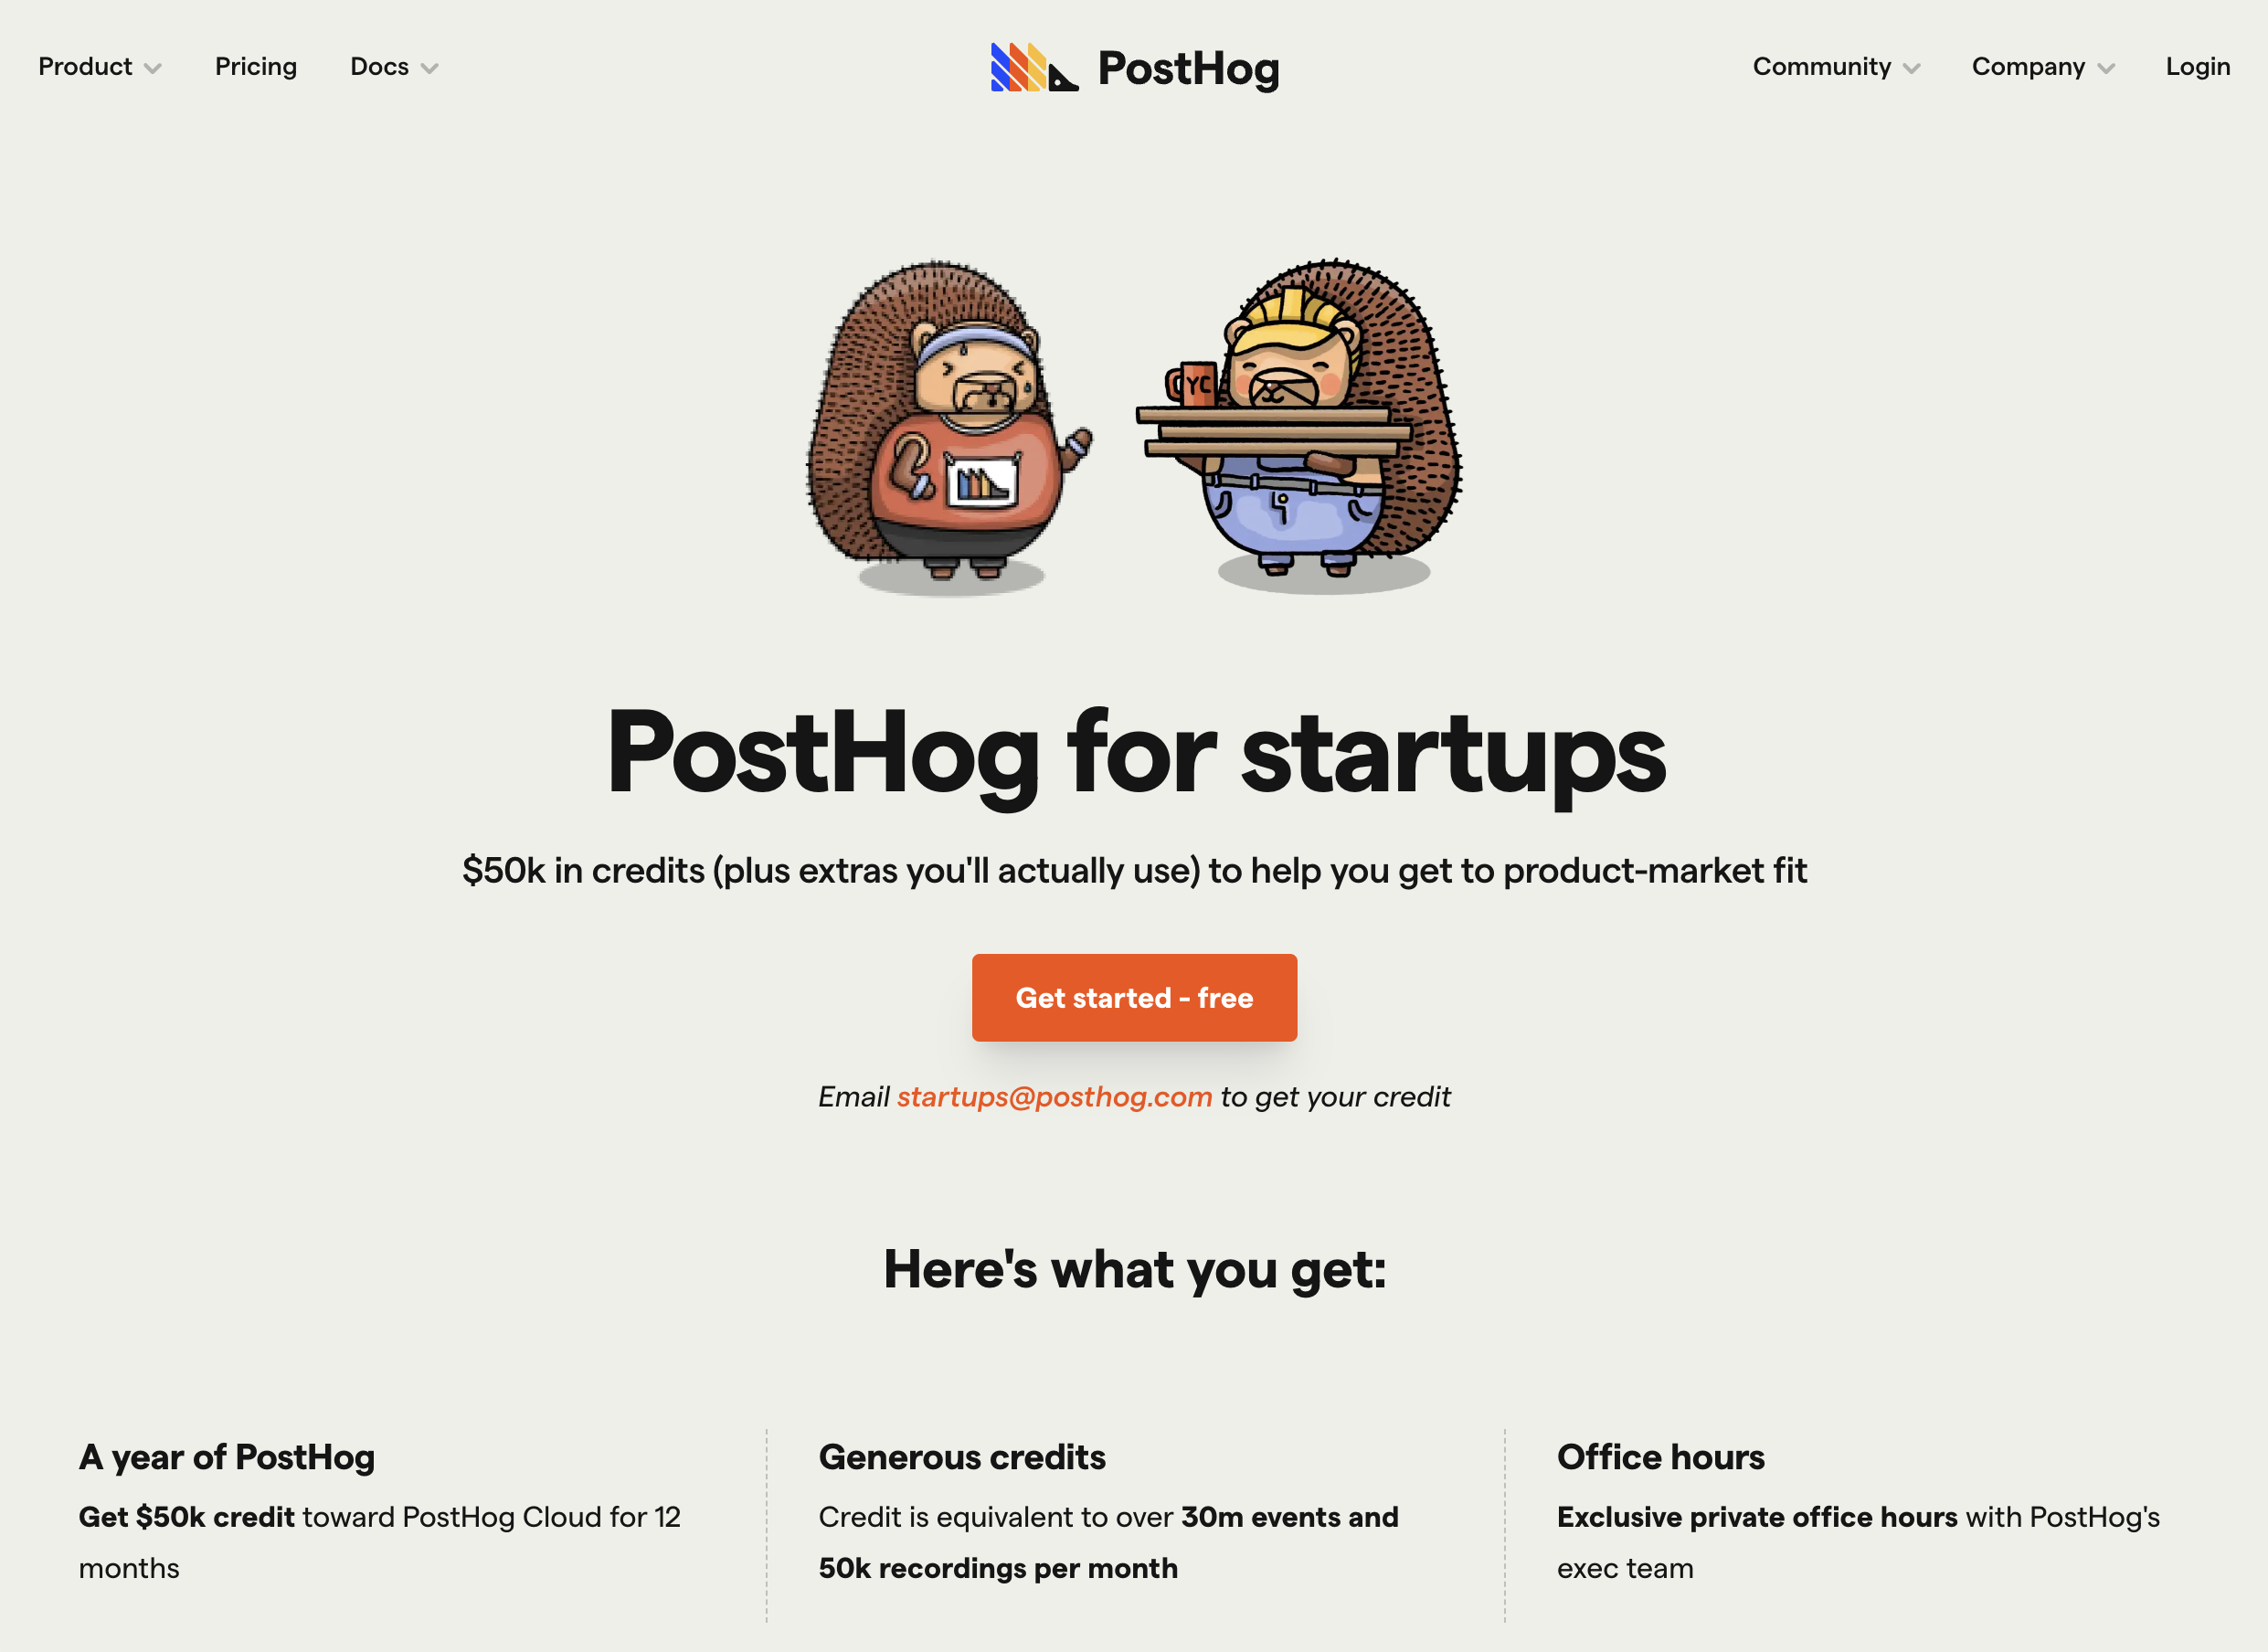 Product
Pricing
Docs
PostHog
Community
Company
Login
YC
PostHog for startups
$50k in credits (plus extras you'll actually use) to help you get to product-market fit
Get started - free
Email startups@posthog.com to get your credit
Here's what you get:
A year of PostHog
Get $50k credit toward PostHog Cloud for 12
months
Generous credits
Credit is equivalent to over 30m events and
50k recordings per month
Office hours
Exclusive private office hours with PostHog's
exec team